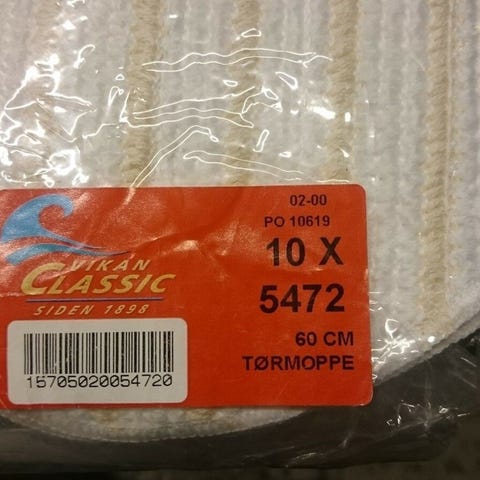 02-00
PO 10619
10 X
5472
60 CM
TØRMOPPE
VIKAN
CLASSIC
SIDEN 1898
15705020054720